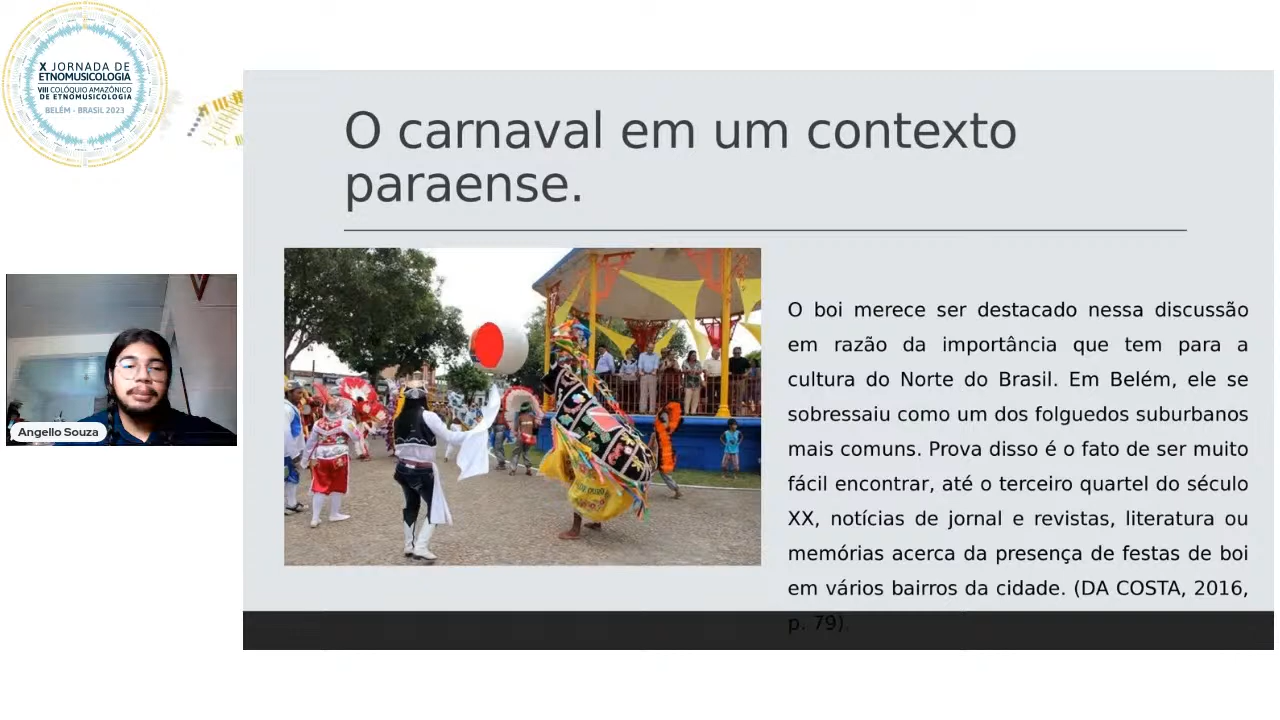 X JORNADA DE
ETNOMUSICOLOGIA
VIII COLÓQUIO AMAZÔNICO
DE ETNOMUSICOLOGIA
BELÉM - BRASIL 2023
O carnaval em um contexto
paraense.
Angello Souza
O boi merece ser destacado nessa discussão
em razão da importância que tem para a
cultura do Norte do Brasil. Em Belém, ele se
sobressaiu como um dos folguedos suburbanos
mais comuns. Prova disso é o fato de ser muito
fácil encontrar, até o terceiro quartel do século
XX, notícias de jornal e revistas, literatura ou
memórias acerca da presença de festas de boi
em vários bairros da cidade. (DA COSTA, 2016,
p. 79).